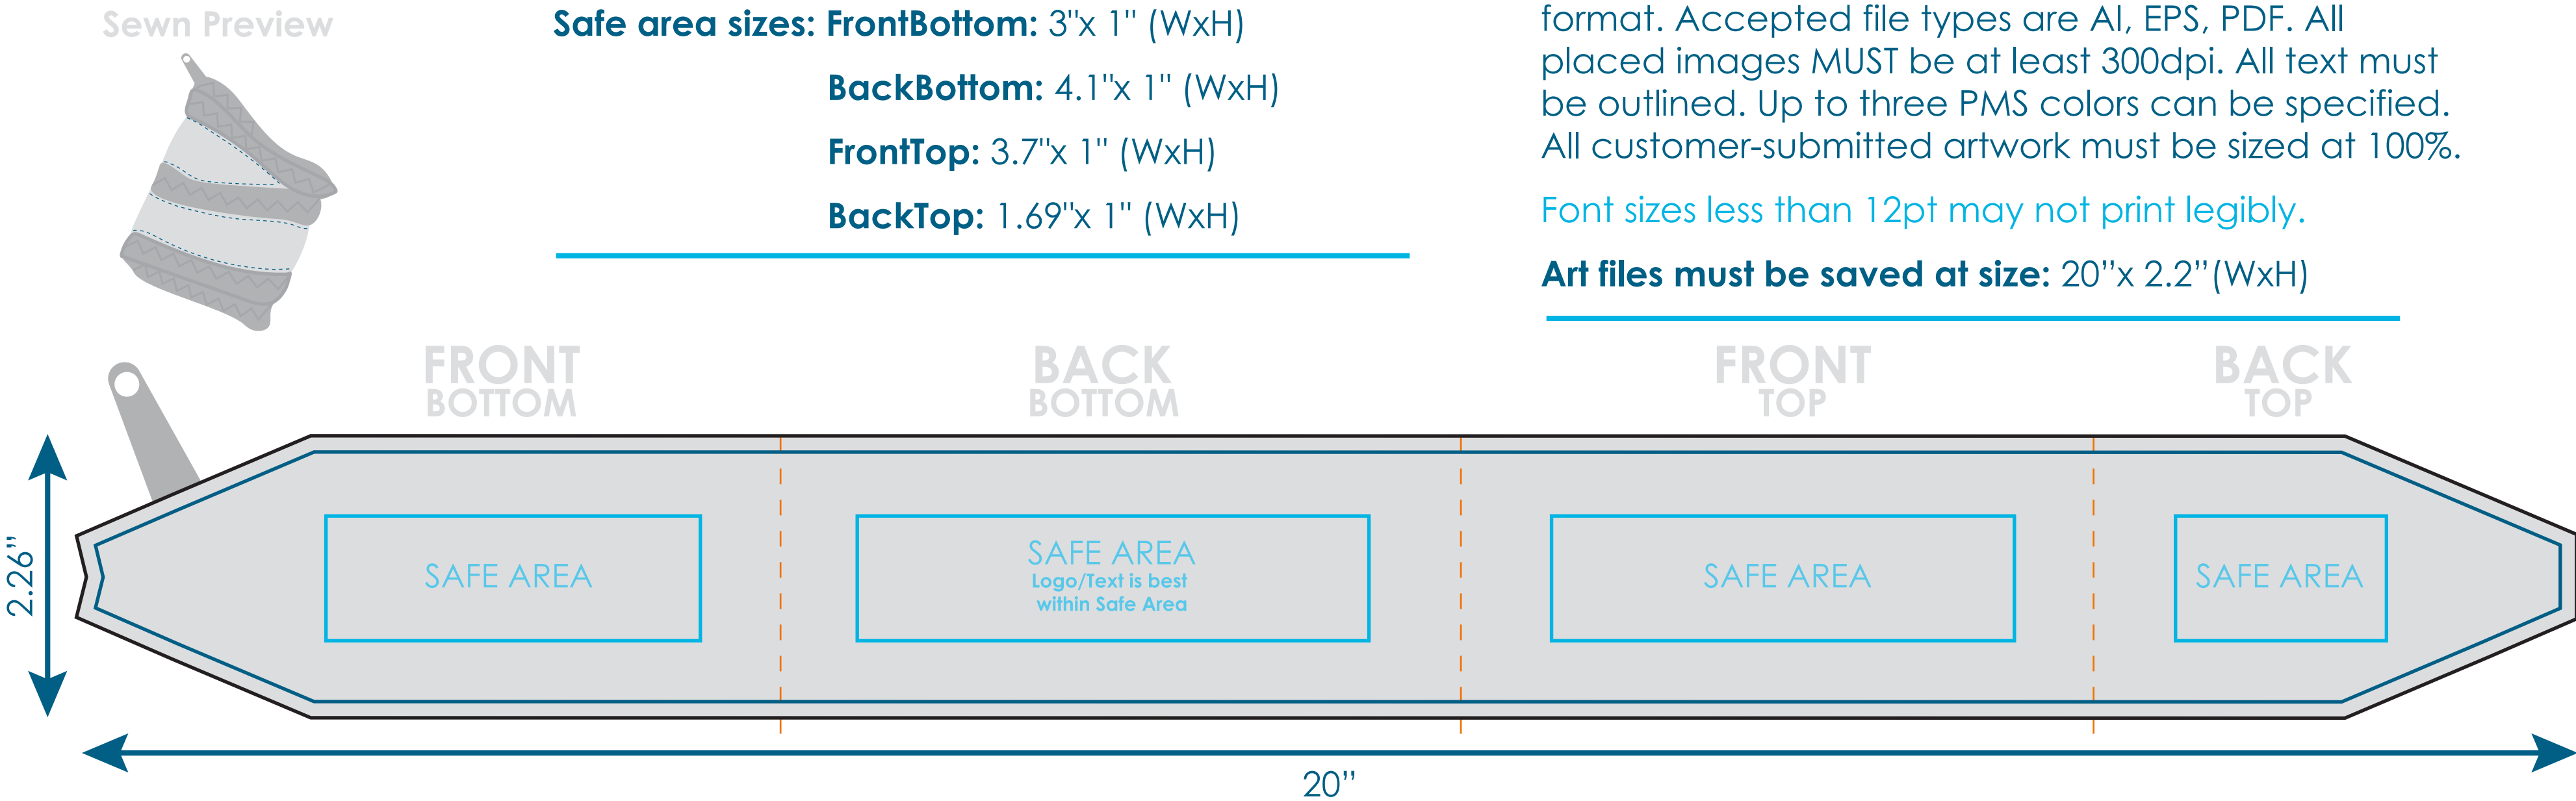 Sewn Preview
Safe area sizes: FrontBottom: 3"x 1" (WxH)
BackBottom: 4.1"x 1" (WxH)
FrontTop: 3.7"x 1" (WxH)
BackTop: 1.69"x 1" (WxH)
format. Accepted file types are AI, EPS, PDF. All
placed images MUST be at least 300dpi. All text must
be outlined. Up to three PMS colors can be specified.
All customer-submitted artwork must be sized at 100%.
Font sizes less than 12pt may not print legibly.
Art files must be saved at size: 20”x 2.2”(WxH)
FRONT
BOTTOM
BACK
BOTTOM
FRONT
TOP
BACK
TOP
2.26”
SAFE AREA
SAFE AREA
Logo/Text is best
within Safe Area
SAFE AREA
SAFE AREA
20”